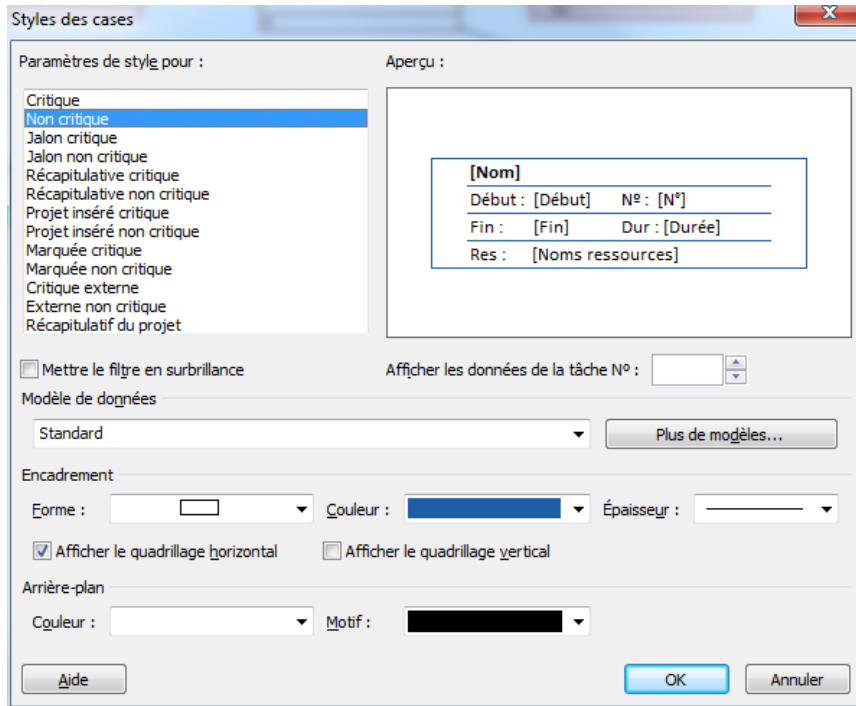 Styles des cases
Paramètres de style pour :
Aperçu :
Critique
Non critique
Jalon critique
Jalon non critique
Récapitulative critique
Récapitulative non critique
Projet inséré critique
Projet inséré non critique
Marquée critique
Marquée non critique
Critique externe
Externe non critique
Récapitulatif du projet
[Nom]
Début : [Début] Nº : [N°]
Fin : [Fin] Dur : [Durée]
Res : [Noms ressources]
Mettre le filtre en surbrillance
Afficher les données de la tâche Nº :
Modèle de données
Standard
Plus de modèles...
Encadrement
Forme :
Couleur :
Épaisseur :
Afficher le quadrillage horizontal
Afficher le quadrillage vertical
Arrière-plan
Couleur :
Motif :
Aide
OK
Annuler